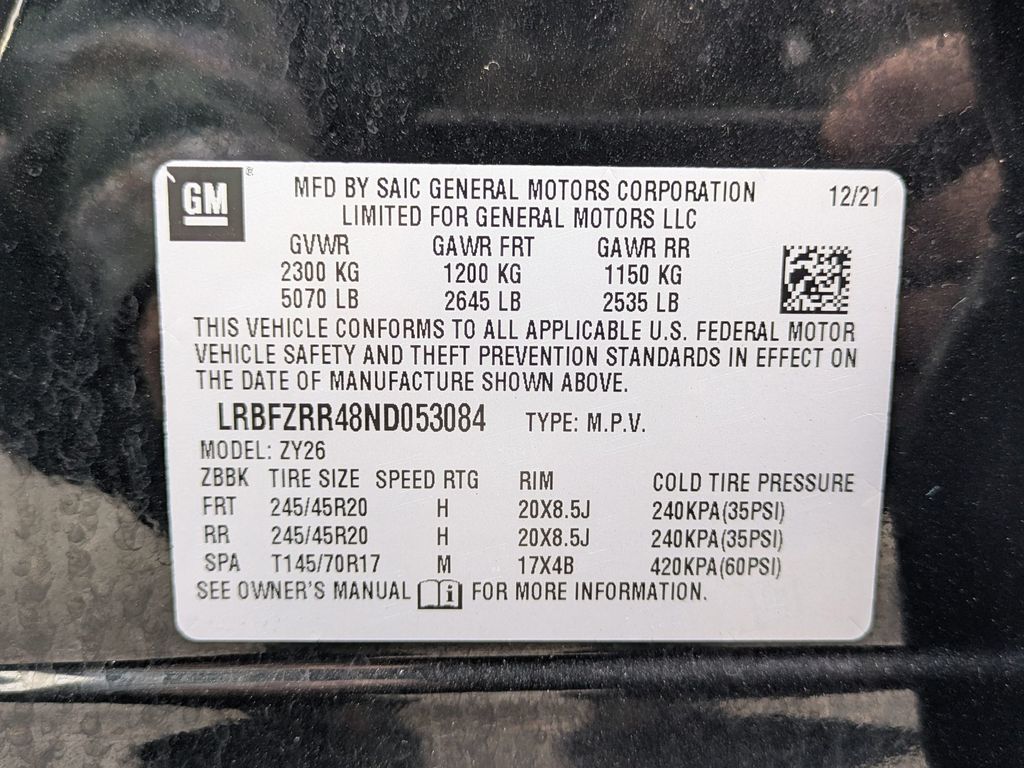 GM ® MFD BY SAIC GENERAL MOTORS CORPORATION 12/21
LIMITED FOR GENERAL MOTORS LLC
GVWR GAWR FRT GAWR RR
2300 KG 1200 KG 1150 KG
5070 LB 2645 LB 2535 LB
THIS VEHICLE CONFORMS TO ALL APPLICABLE U.S. FEDERAL MOTOR
VEHICLE SAFETY AND THEFT PREVENTION STANDARDS IN EFFECT ON
THE DATE OF MANUFACTURE SHOWN ABOVE.
LRBFZRR48ND053084 TYPE: M.P.V.
MODEL: ZY26
ZBBK TIRE SIZE SPEED RTG RIM COLD TIRE PRESSURE
FRT 245/45R20 H 20X8.5J 240KPA(35PSI)
RR 245/45R20 H 20X8.5J 240KPA(35PSI)
SPA T145/70R17 M 17X4B 420KPA(60PSI)
SEE OWNER'S MANUAL i FOR MORE INFORMATION.